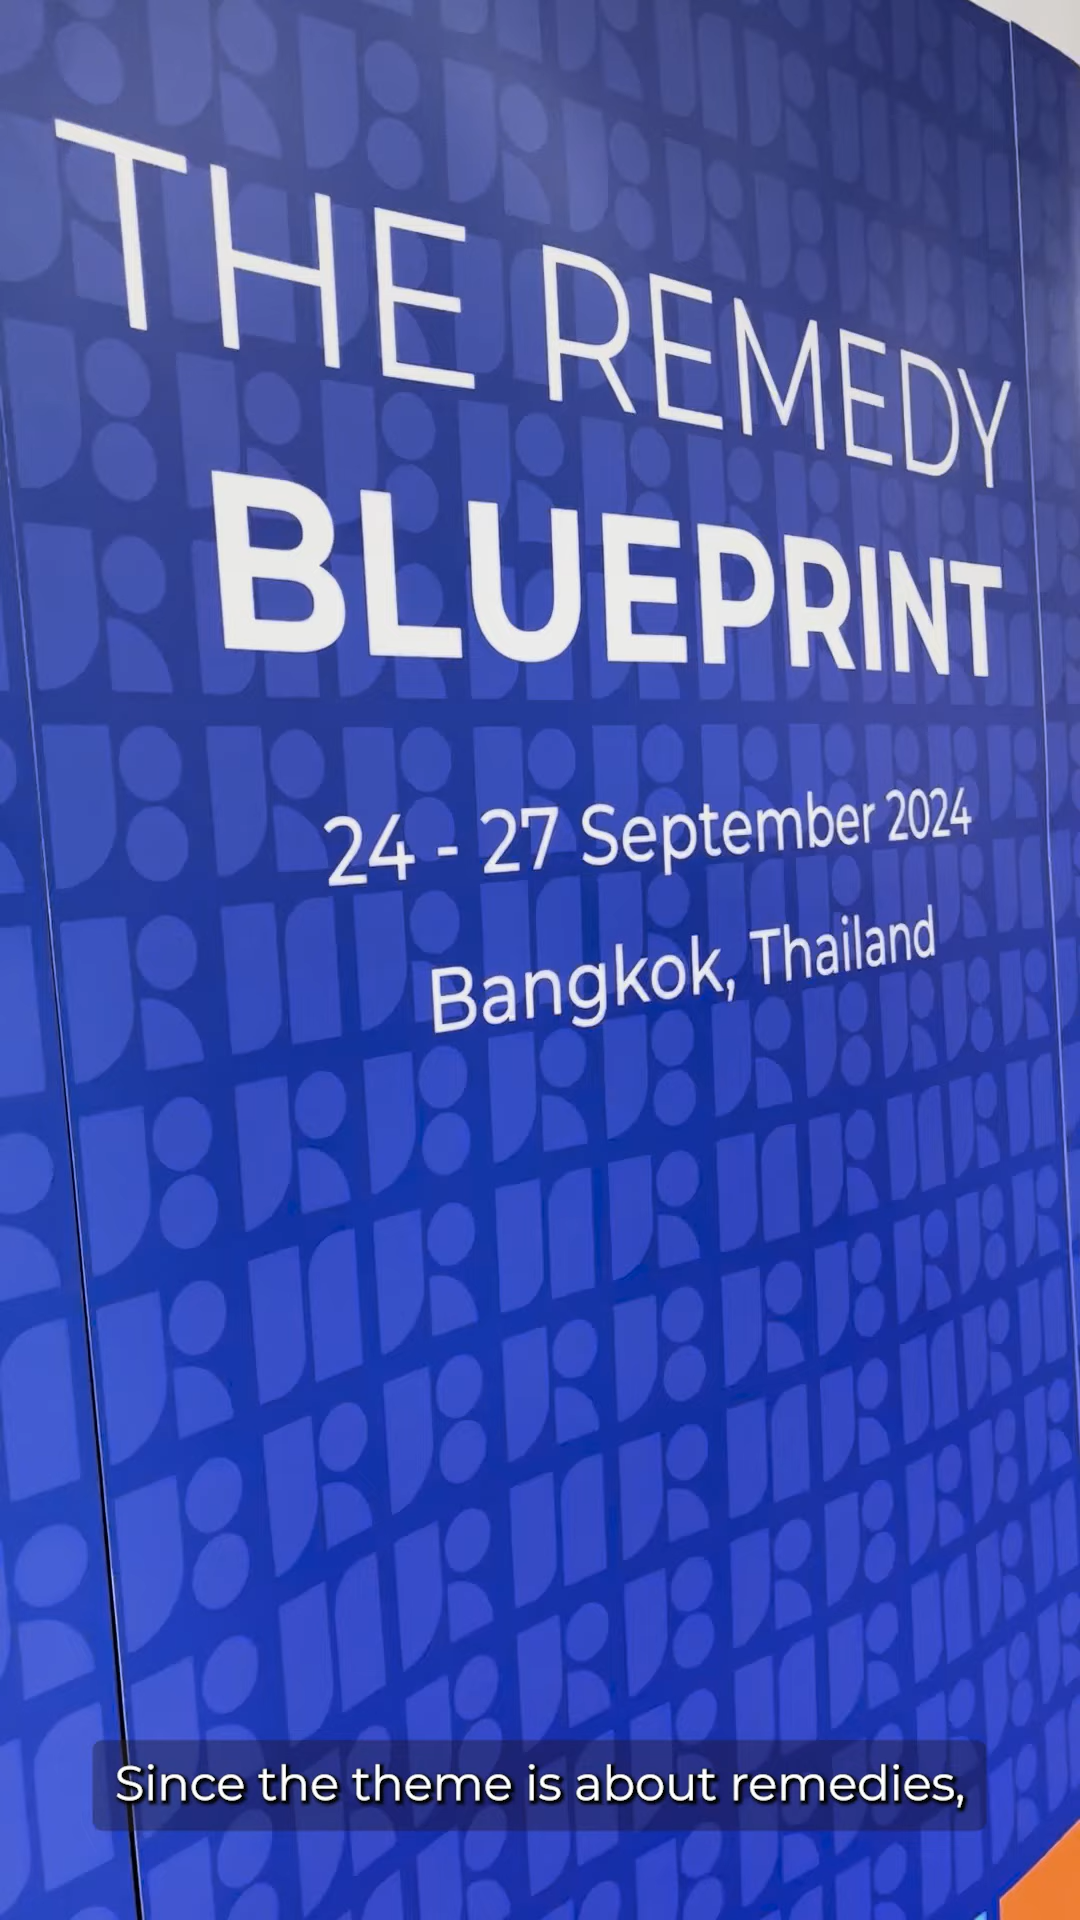 THE REMEDY
BLUEPRINT
24 - 27 September 2024
Bangkok, Thailand
Since the theme is about remedies,